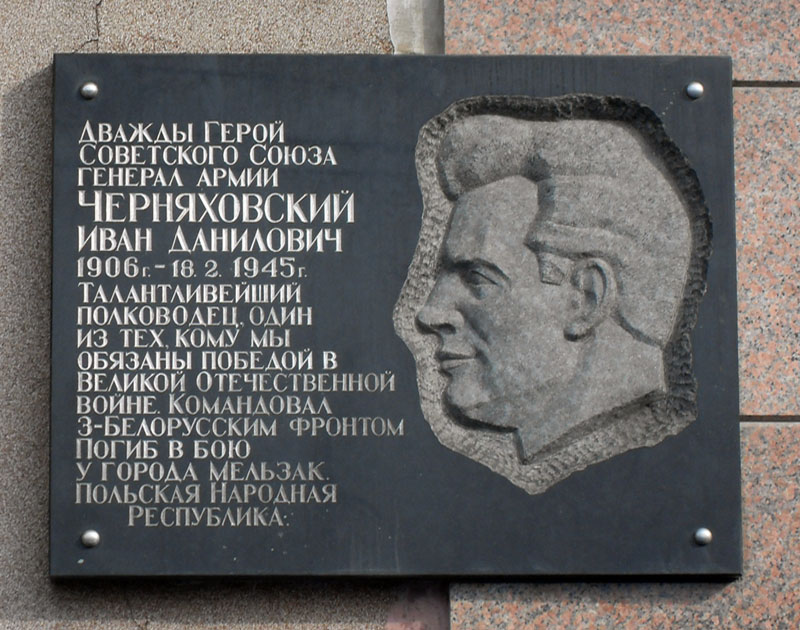 Дважды Герой
Советского Союза
генерал армии
Черняховский
Иван Данилович
1906г. - 18. 2. 1945г.
Талантливейший
полководец, один
из тех, кому мы
обязаны победой в
Великой Отечественной
войне. Командовал
3-Белорусским фронтом
Погиб в бою
у города Мельзак.
Польская Народная
Республика.